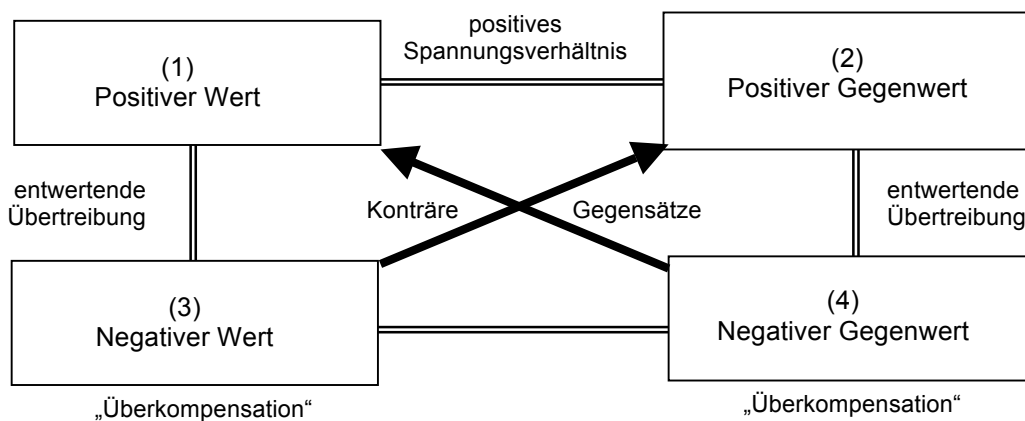 positives
Spannungsverhältnis
(1)
Positiver Wert
(2)
Positiver Gegenwert
entwertende
Übertreibung
Konträre
Gegensätze
entwertende
Übertreibung
(3)
Negativer Wert
(4)
Negativer Gegenwert
„Überkompensation“
„Überkompensation“